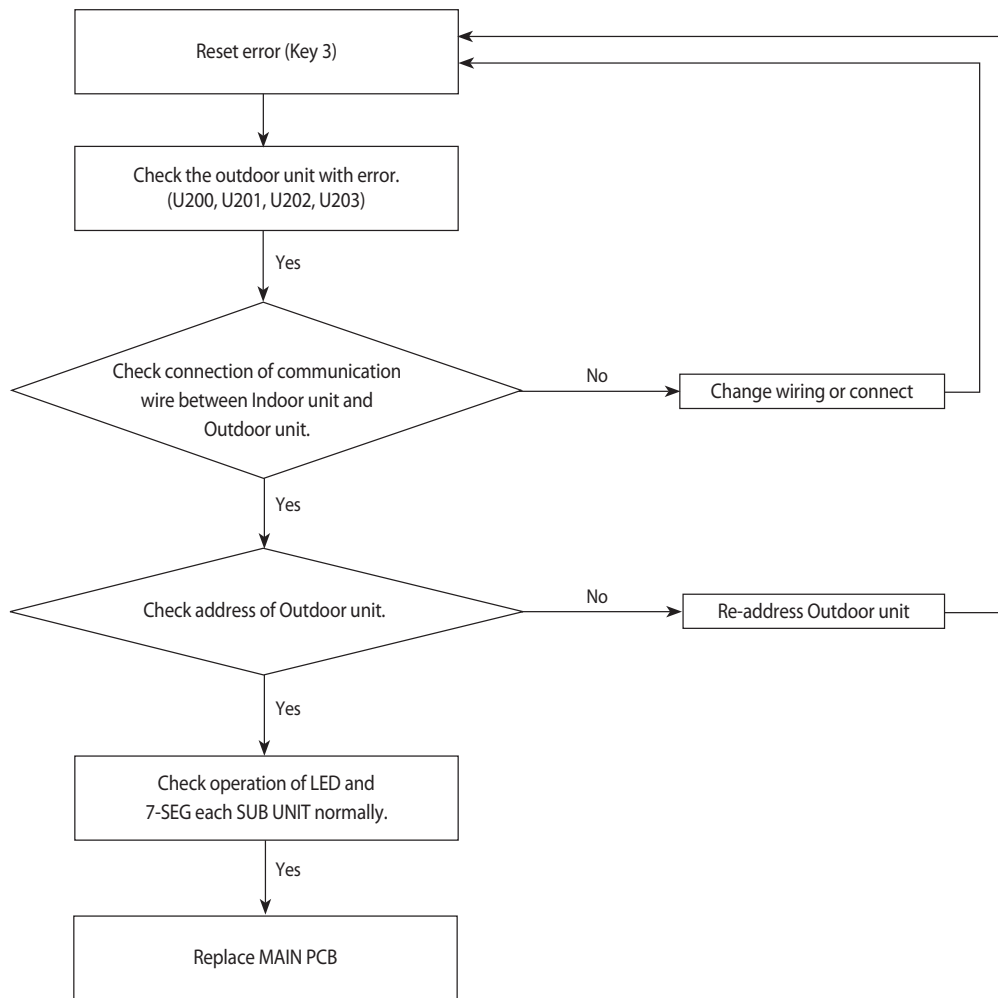 Reset error (Key 3)
Check the outdoor unit with error.
(U200, U201, U202, U203)
Yes
Check connection of communication
wire between Indoor unit and
Outdoor unit.
No
Change wiring or connect
Yes
Check address of Outdoor unit.
No
Re-address Outdoor unit
Yes
Check operation of LED and
7-SEG each SUB UNIT normally.
Yes
Replace MAIN PCB